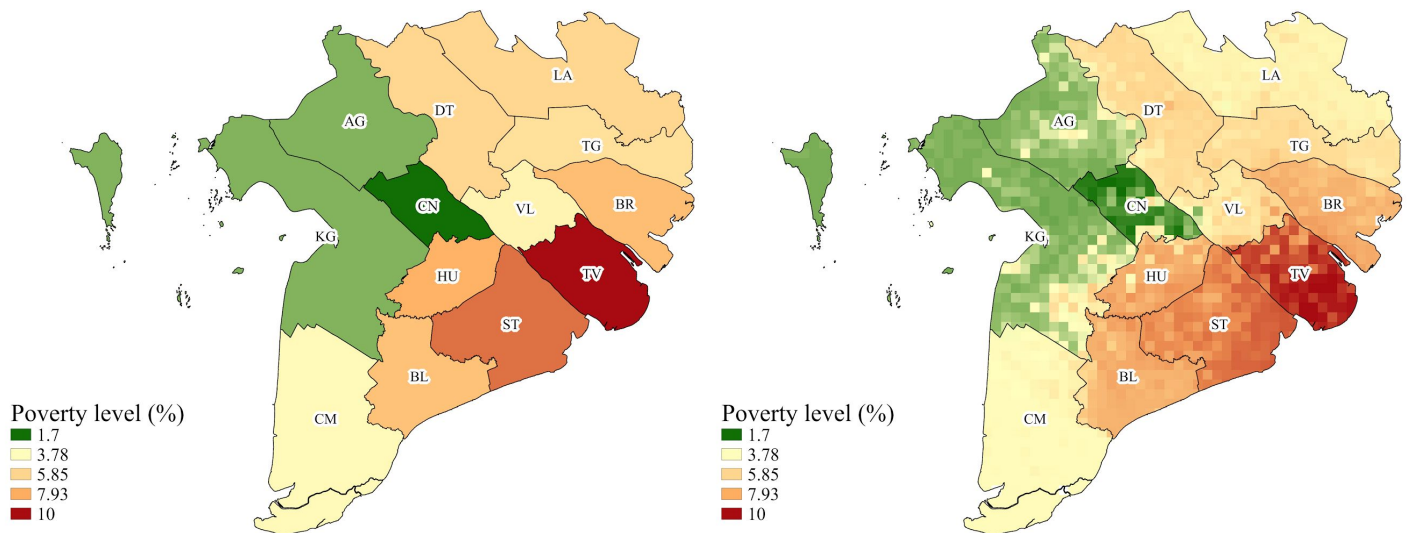 LA
DT
AG
TG
CN
VL
BR
KG
HU
TV
ST
BL
CM
Poverty level (%)
1.7
3.78
5.85
7.93
10
LA
DT
AG
TG
CN
VL
BR
KG
HU
TV
ST
BL
CM
Poverty level (%)
1.7
3.78
5.85
7.93
10